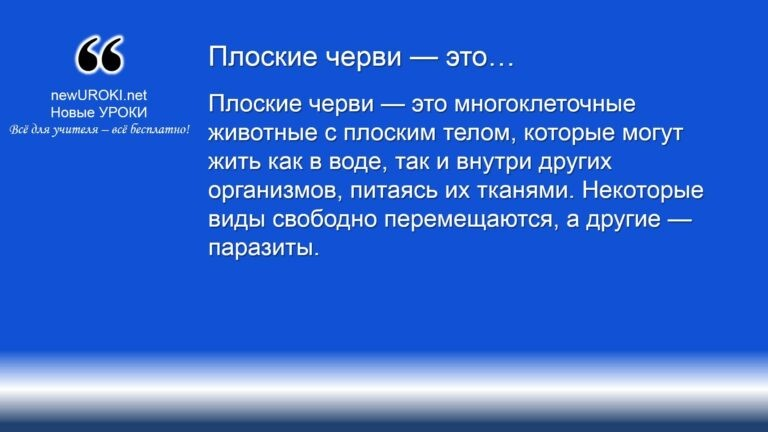 newUROKI.net
Новые УРОКИ
Всё для учителя – всё бесплатно!
Плоские черви — это…
Плоские черви — это многоклеточные
животные с плоским телом, которые могут
жить как в воде, так и внутри других
организмов, питаясь их тканями. Некоторые
виды свободно перемещаются, а другие —
паразиты.